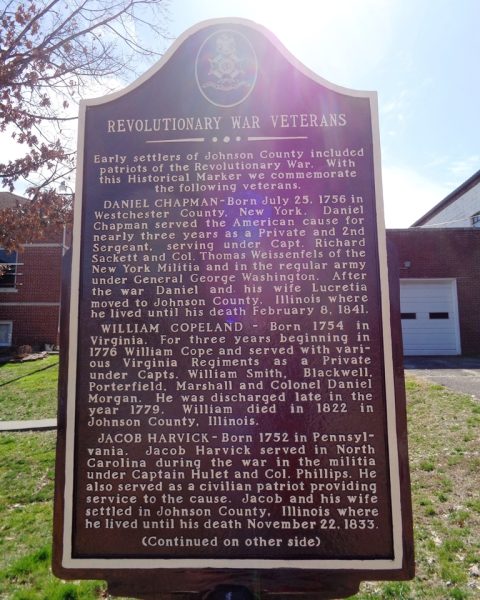 REVOLUTIONARY WAR VETERANS
Early settlers of Johnson County included
patriots of the Revolutionary War. With
this Historical Marker we commemorate
the following veterans.
DANIEL CHAPMAN-Born July 25, 1756 in
Westchester County, New York. Daniel
Chapman served the American cause for
nearly three years as a Private and 2nd
Sergeant, serving under Capt. Richard
Sackett and Col. Thomas Weissenfels of the
New York Militia and in the regular army
under General George Washington. After
the war Daniel and his wife Lucretia
moved to Johnson County, Illinois where
he lived until his death February 8, 1841.
WILLIAM COPELAND - Born 1754 in
Virginia. For three years beginning in
1776 William Cope and served with vari-
ous Virginia Regiments as a Private
under Capts. William Smith, Blackwell,
Porterfield, Marshall and Colonel Daniel
Morgan. He was discharged late in the
year 1779. William died in 1822 in
Johnson County, Illinois.
JACOB HARVICK-Born 1752 in Pennsyl-
vania. Jacob Harvick served in North
Carolina during the war in the militia
under Captain Hulet and Col. Phillips. He
also served as a civilian patriot providing
service to the cause. Jacob and his wife
settled in Johnson County, Illinois where
he lived until his death November 22, 1833.
(Continued on other side)